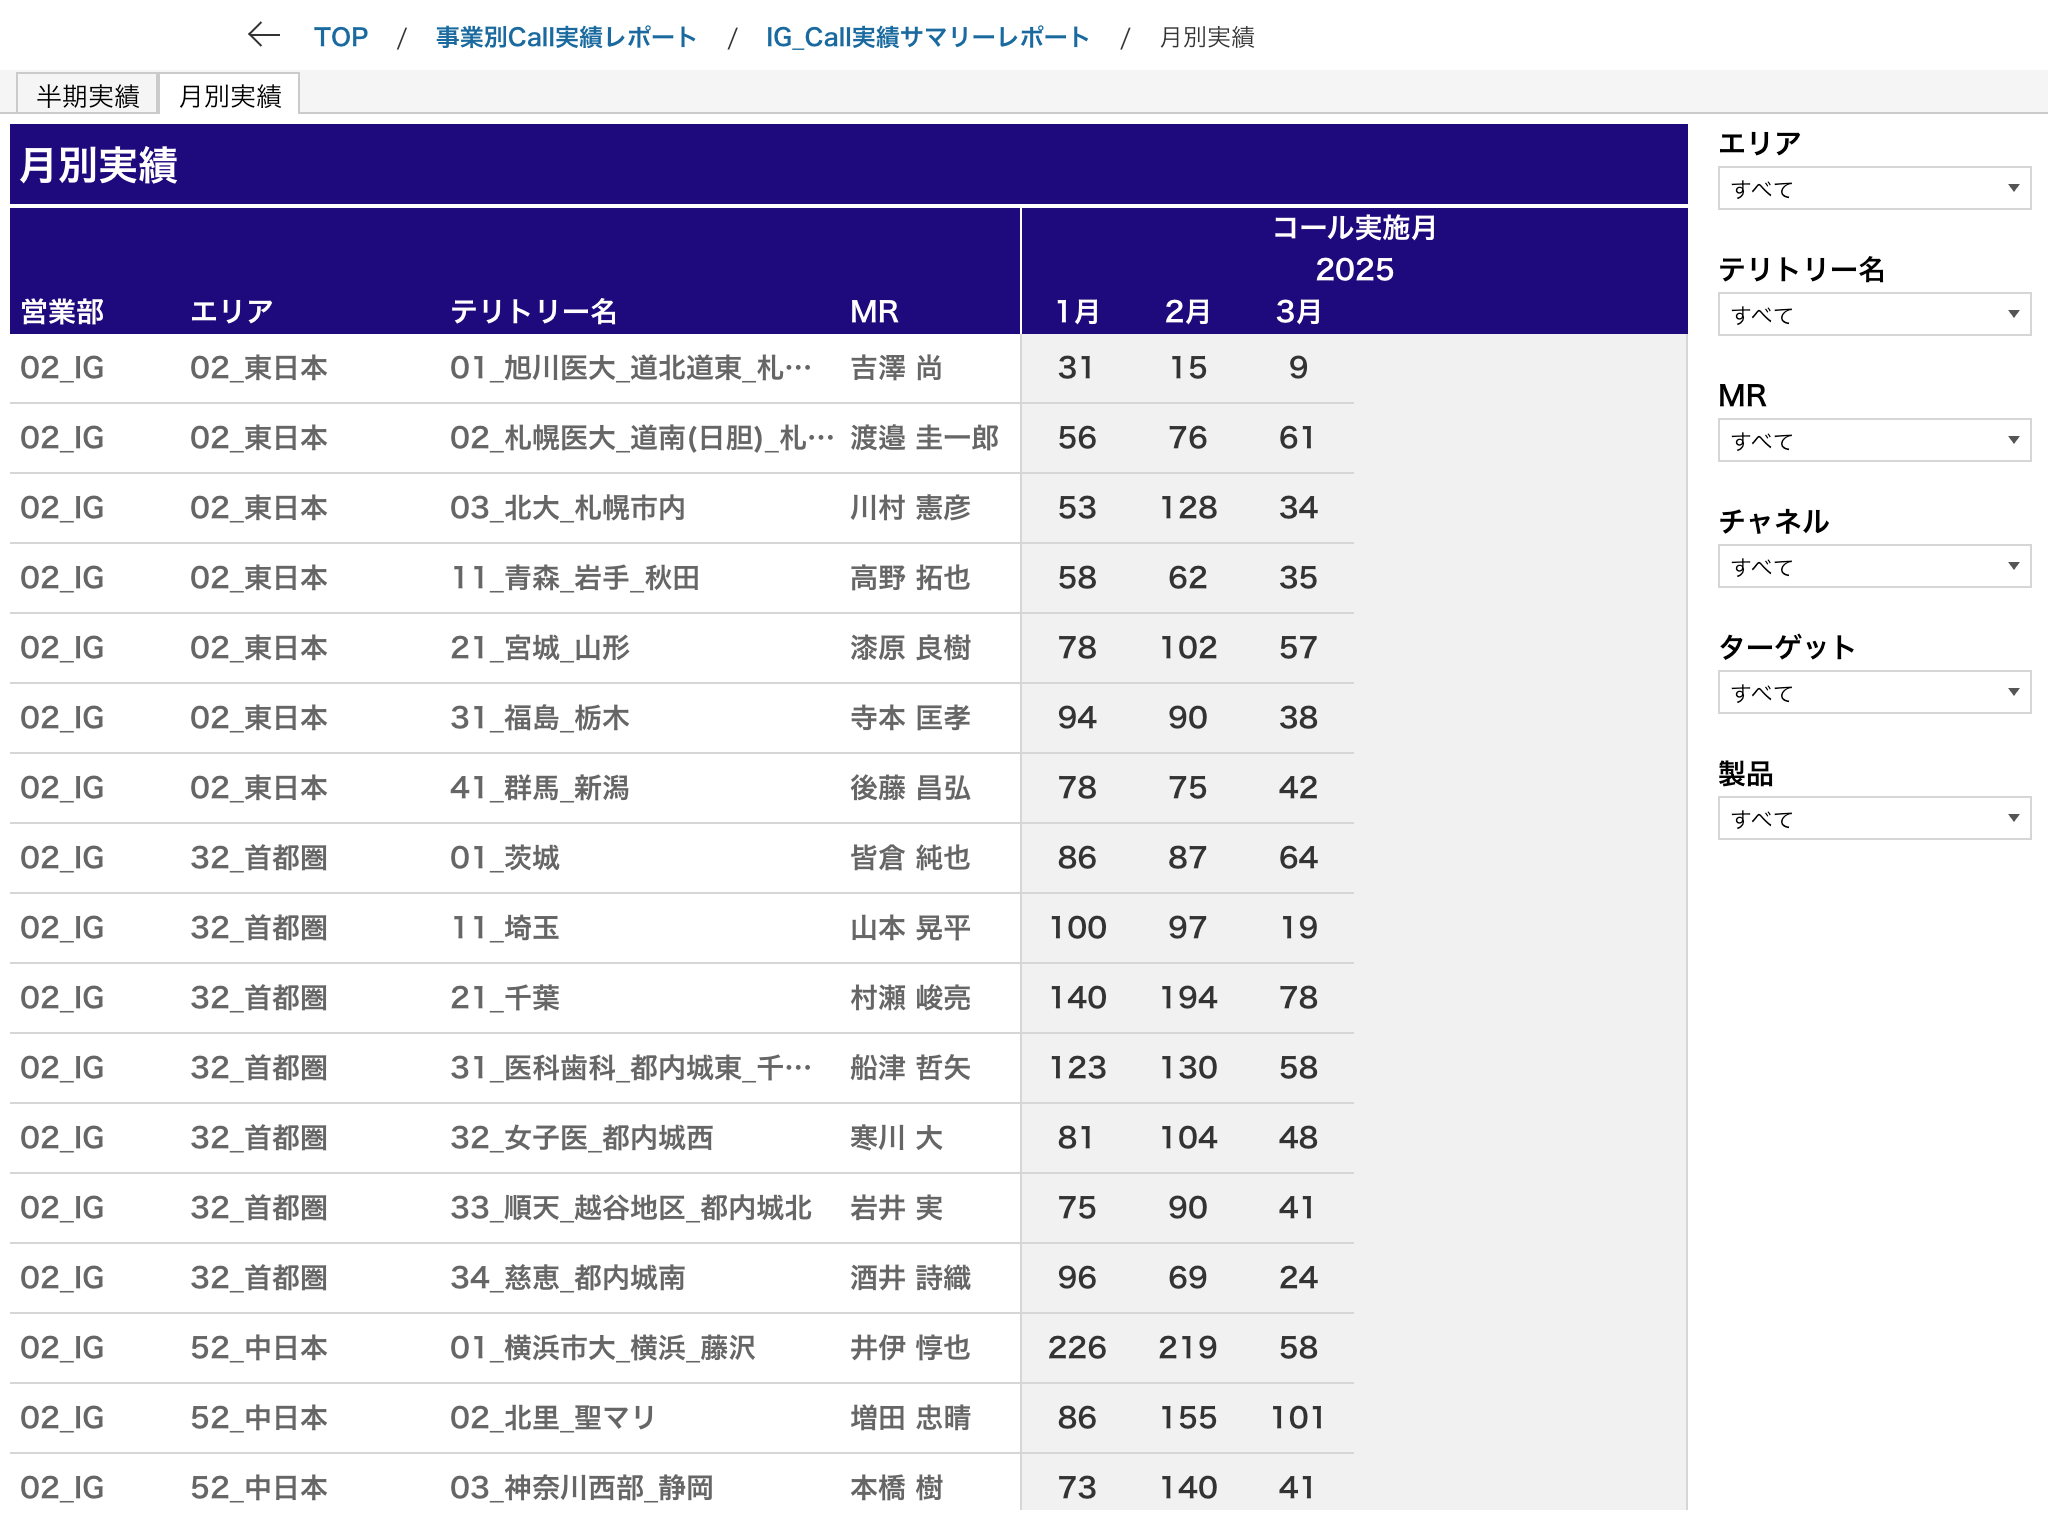 ← TOP / 事業別Call実績レポート / IG_Call実績サマリーレポート / 月別実績
半期実績 月別実績
月別実績
コール実施月
2025
営業部 エリア テリトリー名 MR 1月 2月 3月
02_IG 02_東日本 01_旭川医大_道北道東_札… 吉澤 尚 31 15 9
02_IG 02_東日本 02_札幌医大_道南(日胆)_札… 渡邉 圭一郎 56 76 61
02_IG 02_東日本 03_北大_札幌市内 川村 憲彦 53 128 34
02_IG 02_東日本 11_青森_岩手_秋田 高野 拓也 58 62 35
02_IG 02_東日本 21_宮城_山形 漆原 良樹 78 102 57
02_IG 02_東日本 31_福島_栃木 寺本 匡孝 94 90 38
02_IG 02_東日本 41_群馬_新潟 後藤 昌弘 78 75 42
02_IG 32_首都圏 01_茨城 皆倉 純也 86 87 64
02_IG 32_首都圏 11_埼玉 山本 晃平 100 97 19
02_IG 32_首都圏 21_千葉 村瀬 峻亮 140 194 78
02_IG 32_首都圏 31_医科歯科_都内城東_千… 船津 哲矢 123 130 58
02_IG 32_首都圏 32_女子医_都内城西 寒川 大 81 104 48
02_IG 32_首都圏 33_順天_越谷地区_都内城北 岩井 実 75 90 41
02_IG 32_首都圏 34_慈恵_都内城南 酒井 詩織 96 69 24
02_IG 52_中日本 01_横浜市大_横浜_藤沢 井伊 惇也 226 219 58
02_IG 52_中日本 02_北里_聖マリ 増田 忠晴 86 155 101
02_IG 52_中日本 03_神奈川西部_静岡 本橋 樹 73 140 41
エリア
すべて
テリトリー名
すべて
MR
すべて
チャネル
すべて
ターゲット
すべて
製品
すべて